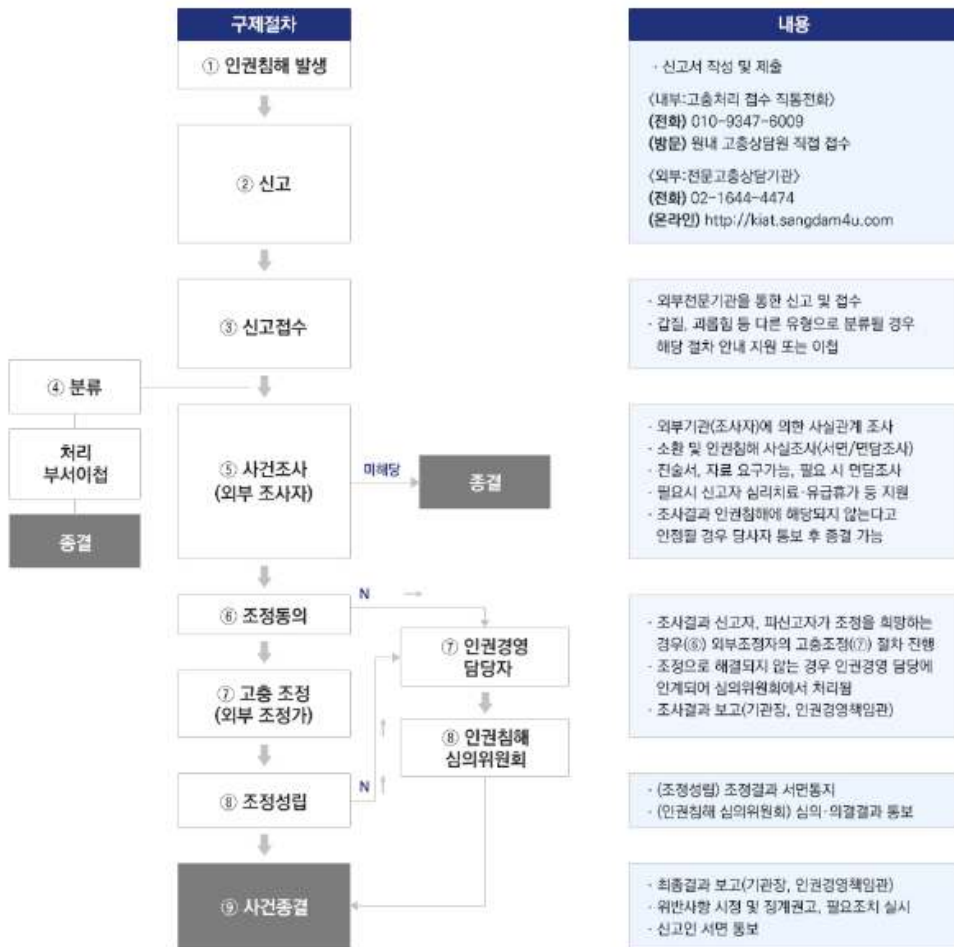 구제절차
내용
① 인권침해 발생
② 신고
· 신고서 작성 및 제출
<내부:고충처리 접수 직통전화>
(전화) 010-9347-6009
(방문) 원내 고충상담원 직접 접수
<외부:전문고충상담기관>
(전화) 02-1644-4474
(온라인) http://kiat.sangdam4u.com
③ 신고접수
· 외부전문기관을 통한 신고 및 접수
· 갑질, 괴롭힘 등 다른 유형으로 분류될 경우
해당 절차 안내 지원 또는 이첩
④ 분류
처리
부서이첩
종결
⑤ 사건조사
(외부 조사자)
미해당
종결
· 외부기관(조사자)에 의한 사실관계 조사
· 소환 및 인권침해 사실조사(서면/면담조사)
· 진술서, 자료 요구가능, 필요 시 면담조사
· 필요시 신고자 심리치료·유급휴가 등 지원
· 조사결과 인권침해에 해당되지 않는다고
인정될 경우 당사자 통보 후 종결 가능
⑥ 조정동의
N
⑦ 인권경영
담당자
⑦ 고충 조정
(외부 조정가)
⑧ 인권침해
심의위원회
· 조사결과 신고자, 피신고자가 조정을 희망하는
경우(⑥) 외부조정자의 고충조정(⑦) 절차 진행
· 조정으로 해결되지 않는 경우 인권경영 담당에
인계되어 심의위원회에서 처리됨
· 조사결과 보고(기관장, 인권경영책임관)
⑧ 조정성립
N
· (조정성립) 조정결과 서면통지
· (인권침해 심의위원회) 심의·의결결과 통보
⑨ 사건종결
· 최종결과 보고(기관장, 인권경영책임관)
· 위반사항 시정 및 징계권고, 필요조치 실시
· 신고인 서면 통보